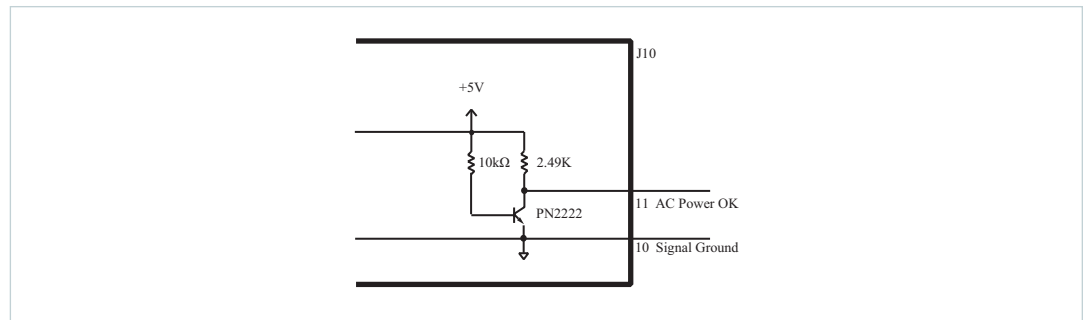 J10
+5V
10kΩ
2.49K
11 AC Power OK
PN2222
10 Signal Ground